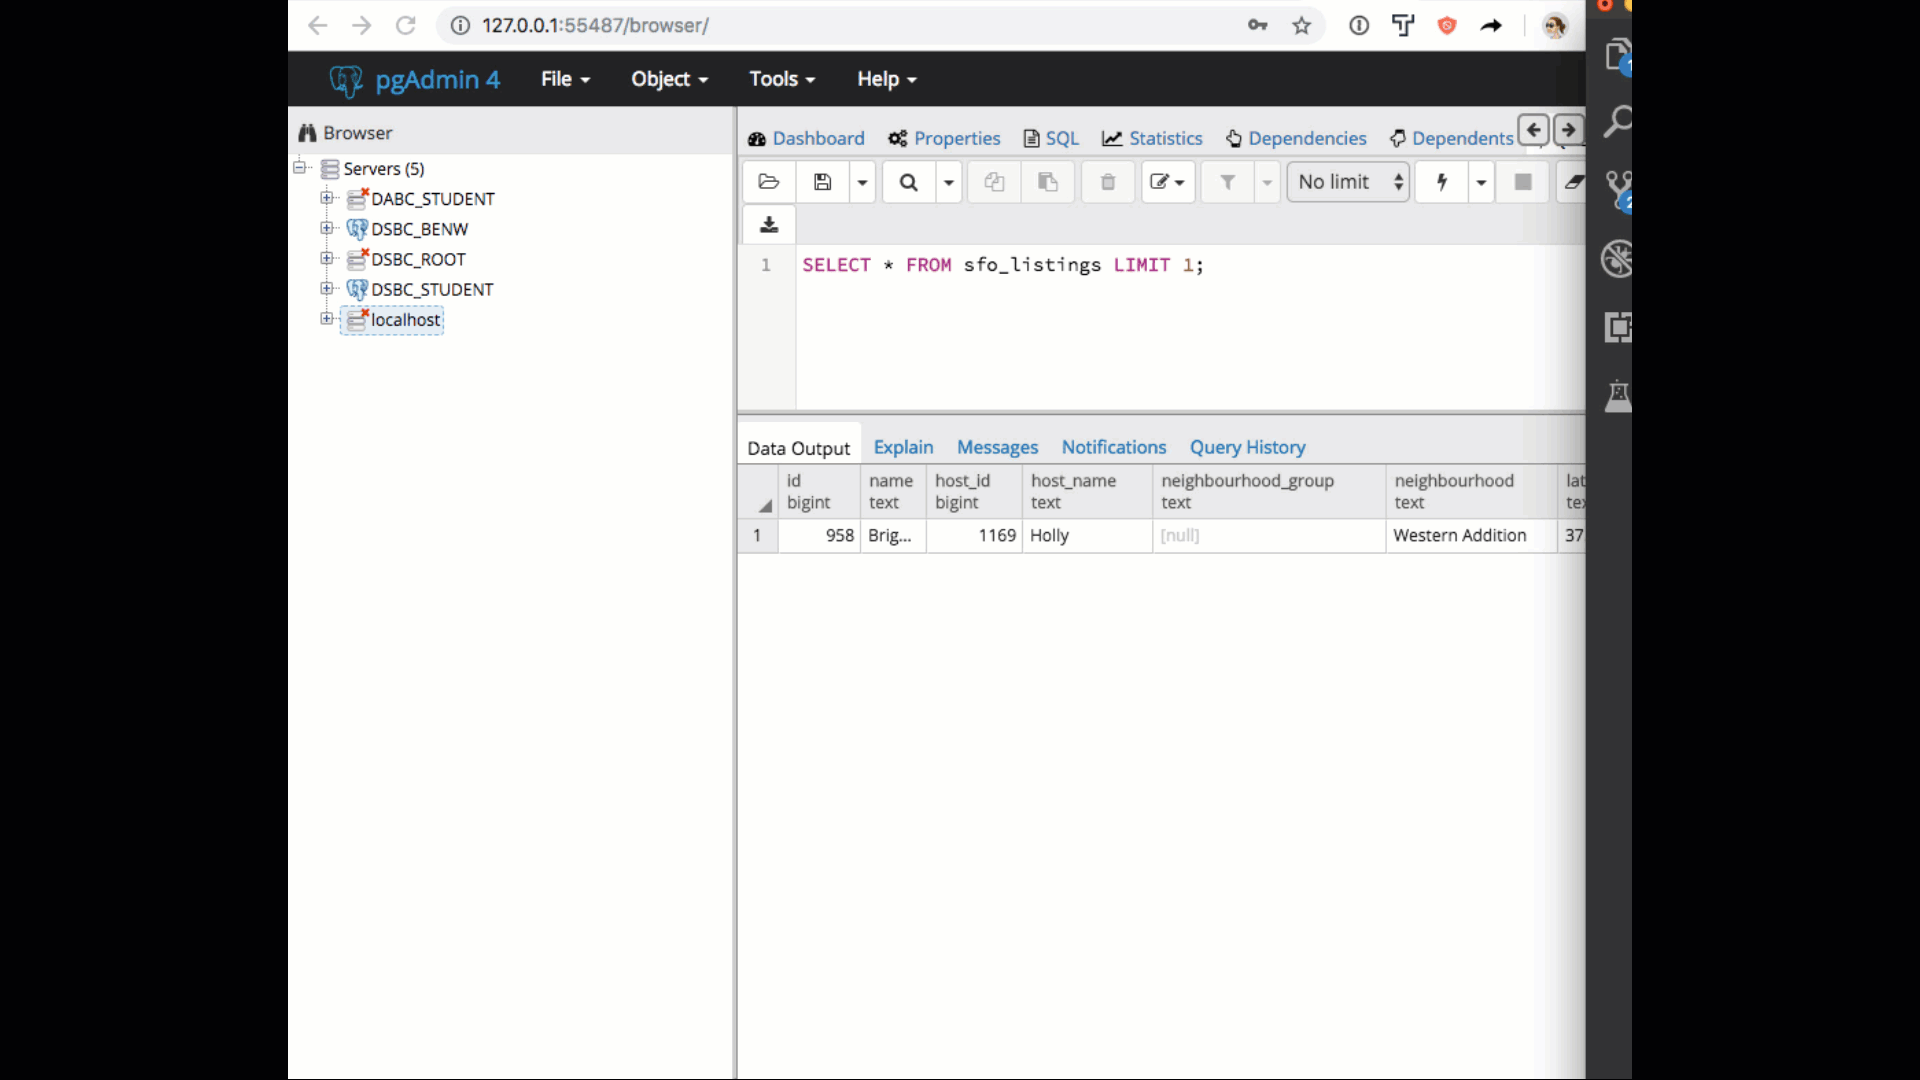 127.0.0.1:55487/browser/
pgAdmin 4 File Object Tools Help
Browser
Servers (5)
DABC_STUDENT
DSBC_BENW
DSBC_ROOT
DSBC_STUDENT
localhost
Dashboard Properties SQL Statistics Dependencies Dependents
No limit
1 SELECT * FROM sfo_listings LIMIT 1;
Data Output Explain Messages Notifications Query History
id name host_id host_name neighbourhood_group neighbourhood lat
bigint text bigint text text text
1 958 Brig... 1169 Holly [null] Western Addition 37